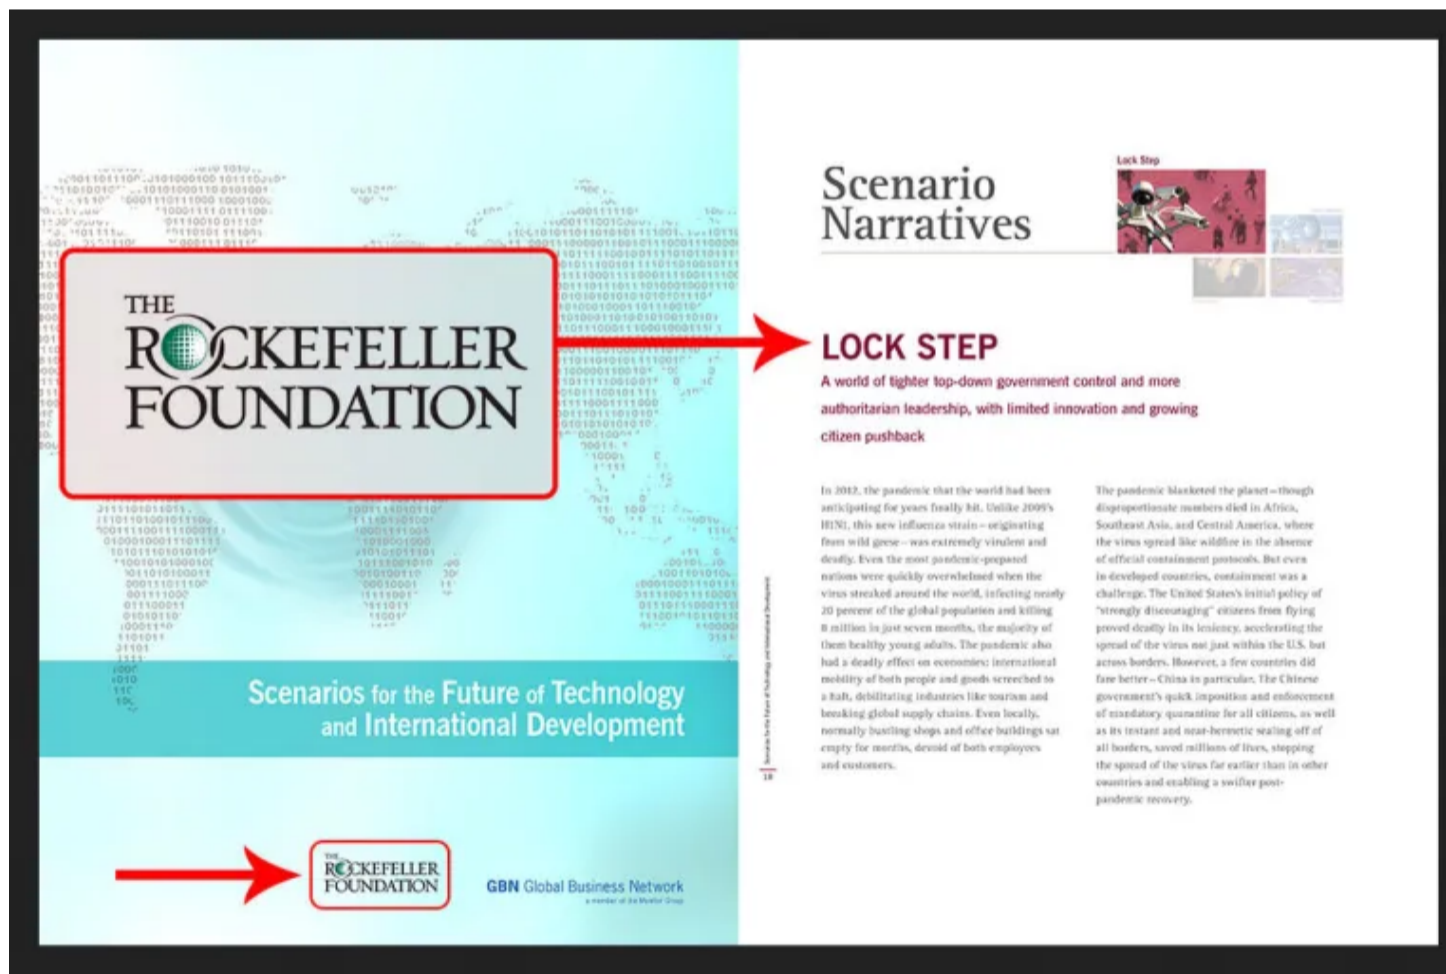 THE
ROCKEFELLER
FOUNDATION
Scenarios for the Future of Technology
and International Development
THE
ROCKEFELLER
FOUNDATION
GBN Global Business Network
a member of the Monitor Group
Scenario
Narratives
Lock Step
LOCK STEP
A world of tighter top-down government control and more
authoritarian leadership, with limited innovation and growing
citizen pushback
In 2012, the pandemic that the world had been
anticipating for years finally hit. Unlike 2009's
H1N1, this new influenza strain—originating
from wild geese—was extremely virulent and
deadly. Even the most pandemic-prepared
nations were quickly overwhelmed when the
virus streaked around the world, infecting nearly
20 percent of the global population and killing
8 million in just seven months, the majority of
them healthy young adults. The pandemic also
had a deadly effect on economies: international
mobility of both people and goods screeched to
a halt, debilitating industries like tourism and
breaking global supply chains. Even locally,
normally bustling shops and office buildings sat
empty for months, devoid of both employees
and customers.
The pandemic blanketed the planet—though
disproportionate numbers died in Africa,
Southeast Asia, and Central America, where
the virus spread like wildfire in the absence
of official containment protocols. But even
in developed countries, containment was a
challenge. The United States's initial policy of
"strongly discouraging" citizens from flying
proved deadly in its leniency, accelerating the
spread of the virus not just within the U.S. but
across borders. However, a few countries did
fare better—China in particular. The Chinese
government's quick imposition and enforcement
of mandatory quarantine for all citizens, as well
as its instant and near-hermetic sealing off of
all borders, saved millions of lives, stopping
the spread of the virus far earlier than in other
countries and enabling a swifter post-
pandemic recovery.
Scenarios for the Future of Technology and International Development
18